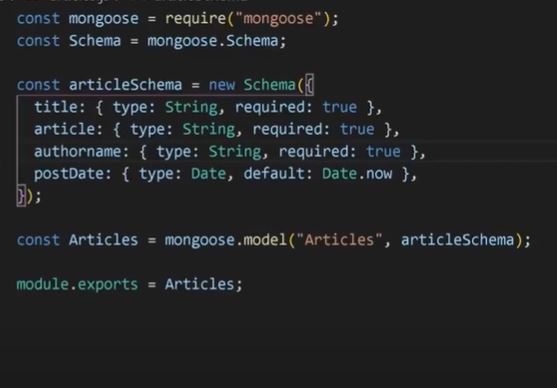 const mongoose = require("mongoose");
const Schema = mongoose.Schema;
const articleSchema = new Schema({
title: { type: String, required: true },
article: { type: String, required: true },
authorname: { type: String, required: true },
postDate: { type: Date, default: Date.now },
});
const Articles = mongoose.model("Articles", articleSchema);
module.exports = Articles;